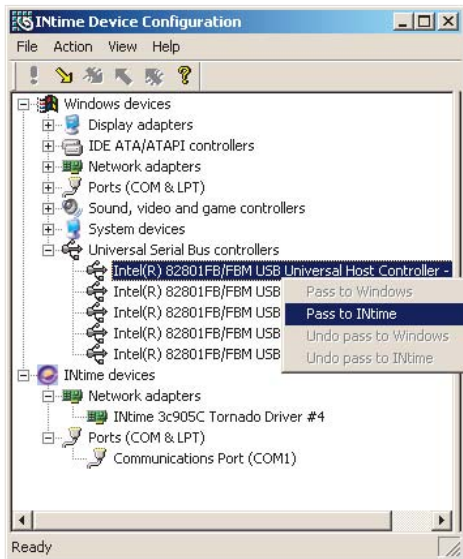 INtime Device Configuration
File Action View Help
Windows devices
Display adapters
IDE ATA/ATAPI controllers
Network adapters
Ports (COM & LPT)
Sound, video and game controllers
System devices
Universal Serial Bus controllers
Intel(R) 82801FB/FBM USB Universal Host Controller -
Intel(R) 82801FB/FBM USB
Pass to Windows
Intel(R) 82801FB/FBM USB
Pass to INtime
Intel(R) 82801FB/FBM USB
Undo pass to Windows
Intel(R) 82801FB/FBM USB
Undo pass to INtime
INtime devices
Network adapters
INtime 3c905C Tornado Driver #4
Ports (COM & LPT)
Communications Port (COM1)
Ready